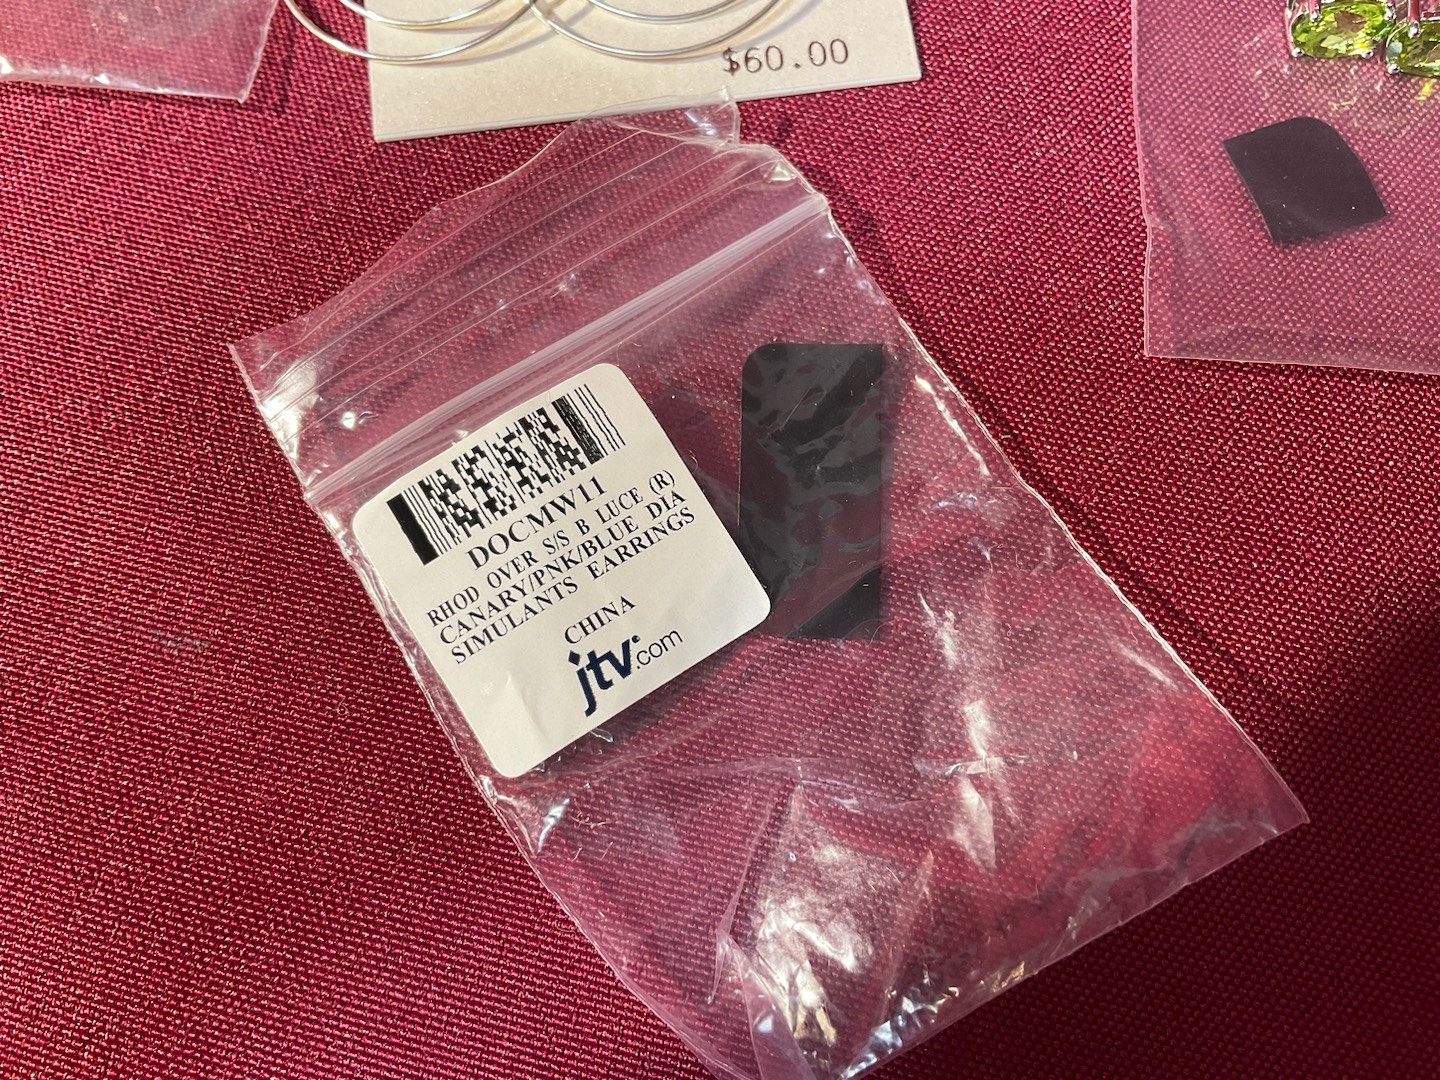 $60.00
DOCMW11
RHOD OVER S/S B LUCE (R)
CANARY/PNK/BLUE DIA
SIMULANTS EARRINGS
CHINA
jtv.com